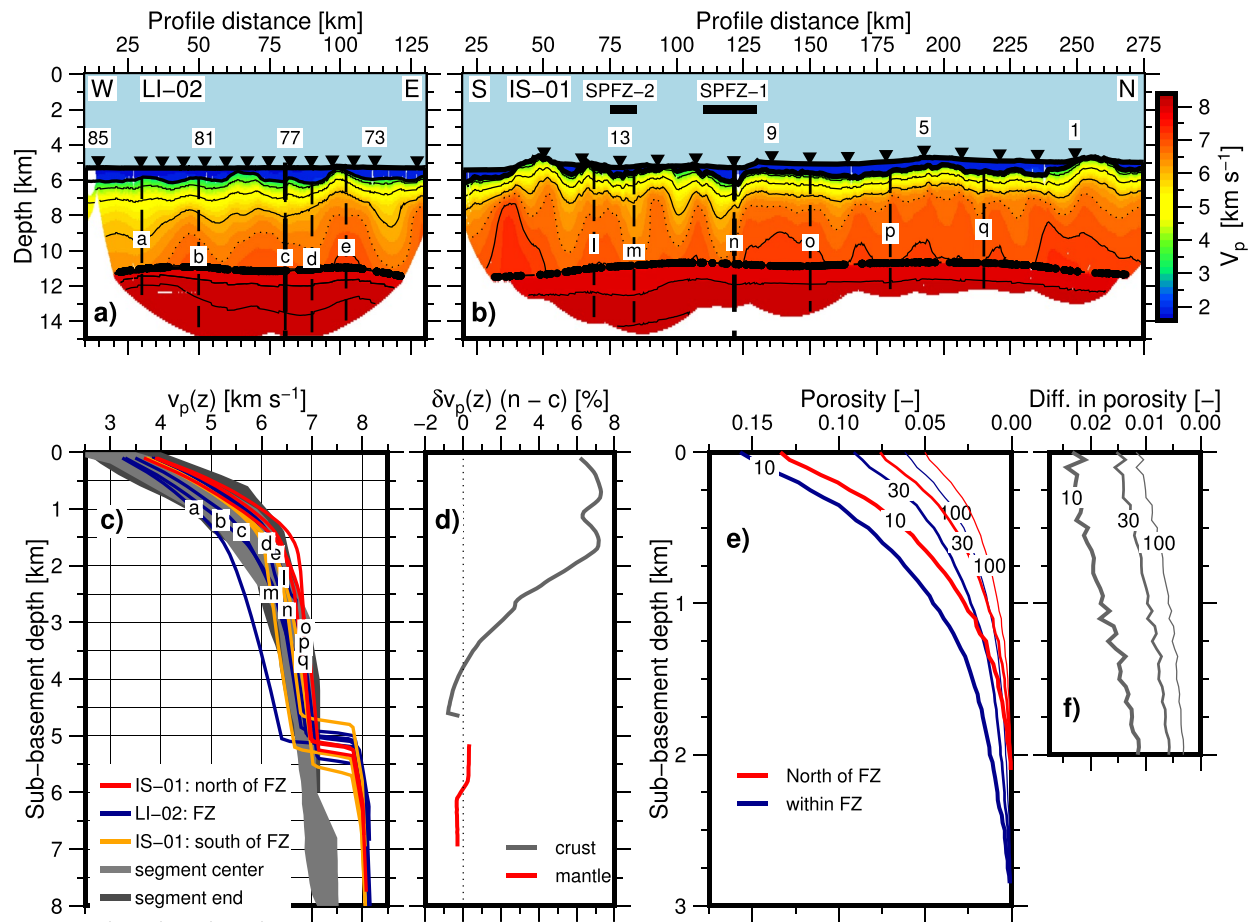 Profile distance [km]
25 50 75 100 125
Profile distance [km]
25 50 75 100 125 150 175 200 225 250 275
Depth [km]
0 2 4 6 8 10 12 14
W LI−02 E
85 81 77 73
a b c d e
a)
S IS−01 SPFZ−2 SPFZ−1 N
13 9 5 1
l m n o p q
b)
8 7 6 5 4 3 2
Vp [km s−1]
vp(z) [km s−1]
3 4 5 6 7 8
Sub−basement depth [km]
0 1 2 3 4 5 6 7 8
c)
a b c d e
l m n
o p q
IS−01: north of FZ
LI−02: FZ
IS−01: south of FZ
segment center
segment end
δvp(z) (n − c) [%]
−2 0 2 4 6 8
d)
crust
mantle
Porosity [−]
0.15 0.10 0.05 0.00
Sub−basement depth [km]
0 1 2 3
10 30 100
10 30 100
e)
North of FZ
within FZ
Diff. in porosity [−]
0.02 0.01 0.00
10 30 100
f)